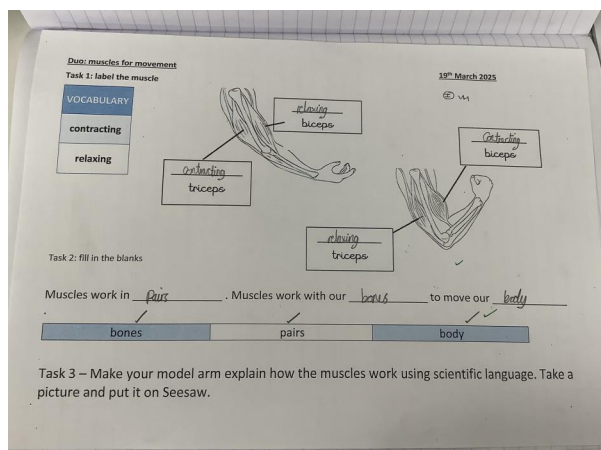 Duo: muscles for movement
Task 1: label the muscle
19th March 2025
VOCABULARY
contracting
relaxing
relaxing
biceps
contracting
triceps
Contracting
biceps
relaxing
triceps
Task 2: fill in the blanks
Muscles work in Pairs . Muscles work with our bones to move our body
bones pairs body
Task 3 – Make your model arm explain how the muscles work using scientific language. Take a
picture and put it on Seesaw.